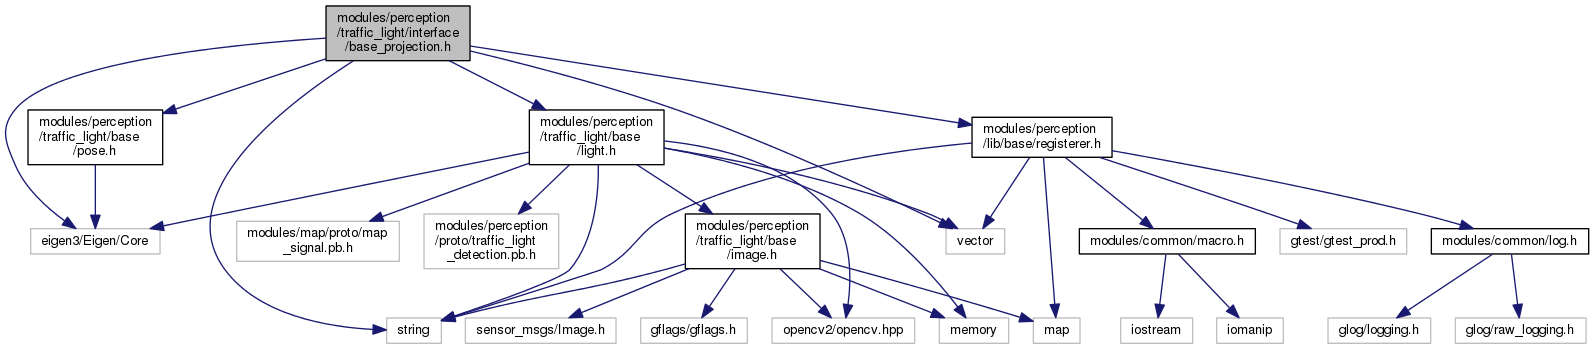 modules/perception
/traffic_light/interface
/base_projection.h
modules/perception
/traffic_light/base
/pose.h
modules/perception
/traffic_light/base
/light.h
modules/perception
/lib/base/registerer.h
eigen3/Eigen/Core
modules/map/proto/map
_signal.pb.h
modules/perception
/proto/traffic_light
_detection.pb.h
modules/perception
/traffic_light/base
/image.h
vector
modules/common/macro.h
gtest/gtest_prod.h
modules/common/log.h
string
sensor_msgs/Image.h
gflags/gflags.h
opencv2/opencv.hpp
memory
map
iostream
iomanip
glog/logging.h
glog/raw_logging.h